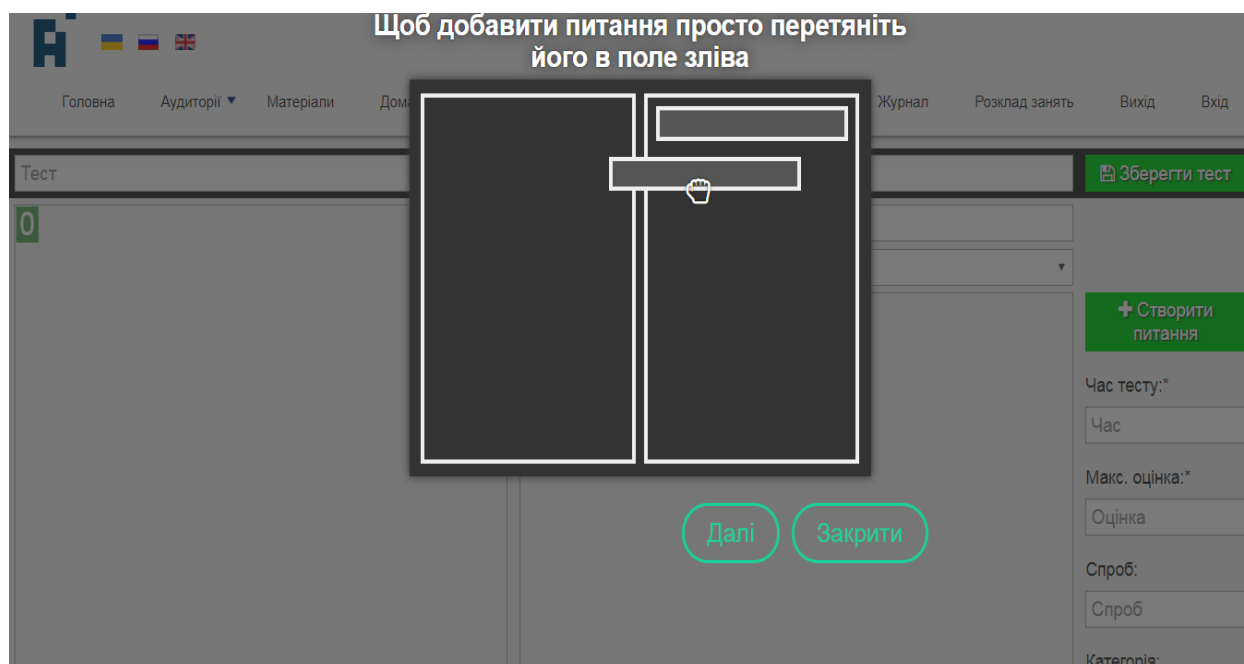 Щоб добавити питання просто перетяніть
його в поле зліва
Головна Аудиторії Матеріали Журнал Розклад занять Вихід Вхід
Тест
Зберегти тест
0
Створити
питання
Час тесту:*
Час
Макс. оцінка:*
Оцінка
Далі Закрити
Спроб:
Спроб
Категорія: